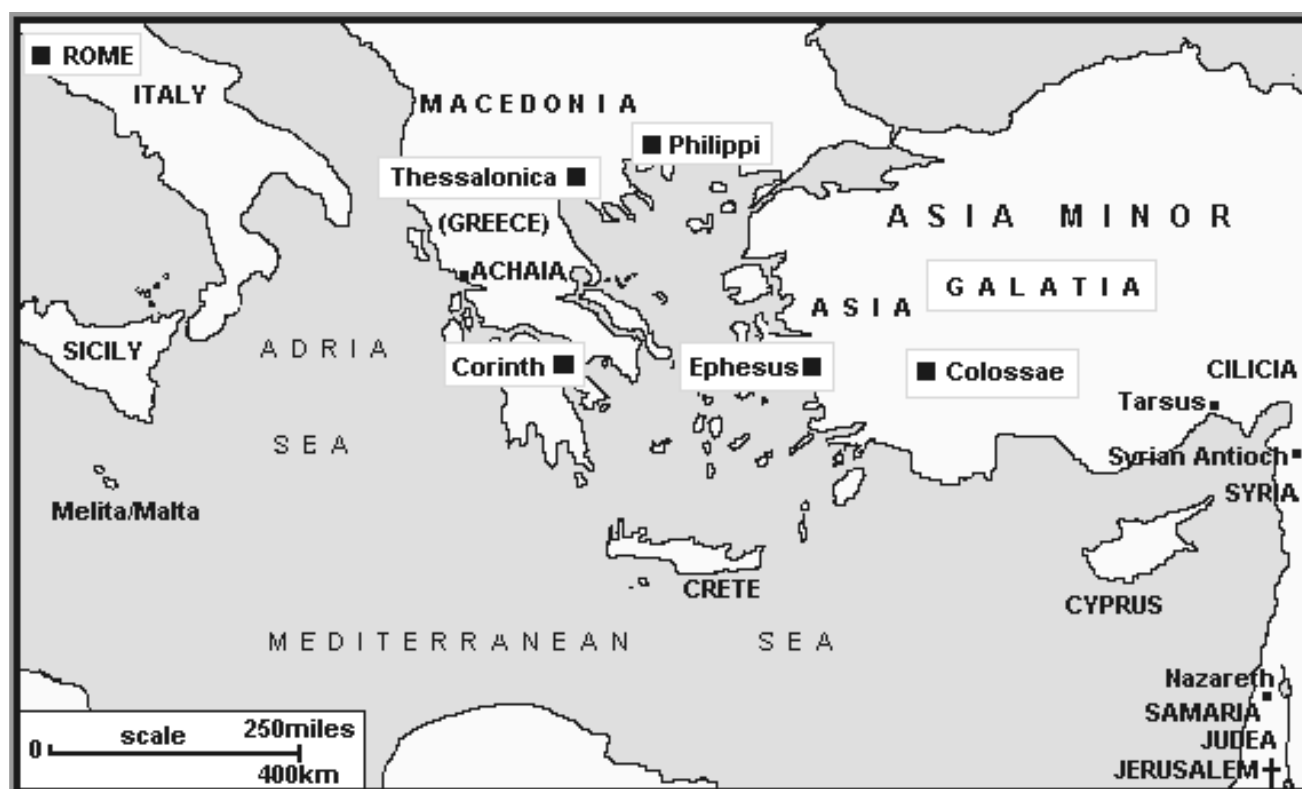 ROME
ITALY
MACEDONIA
Philippi
Thessalonica
(GREECE)
ASIA MINOR
ACHAIA
GALATIA
ASIA
SICILY
ADRIA
SEA
Corinth
Ephesus
Colossae
CILICIA
Tarsus
Syrian Antioch
SYRIA
Melita/Malta
CRETE
CYPRUS
MEDITERRANEAN SEA
Nazareth
SAMARIA
JUDEA
JERUSALEM
scale
250miles
0
400km